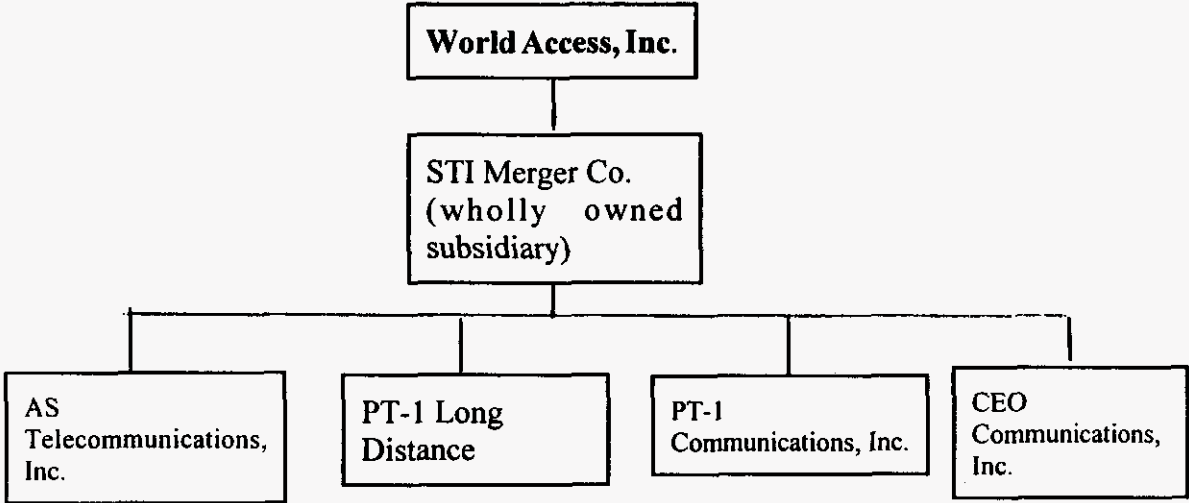 World Access, Inc.
STI Merger Co.
(wholly owned
subsidiary)
AS
Telecommunications,
Inc.
PT-1 Long
Distance
PT-1
Communications, Inc.
CEO
Communications,
Inc.